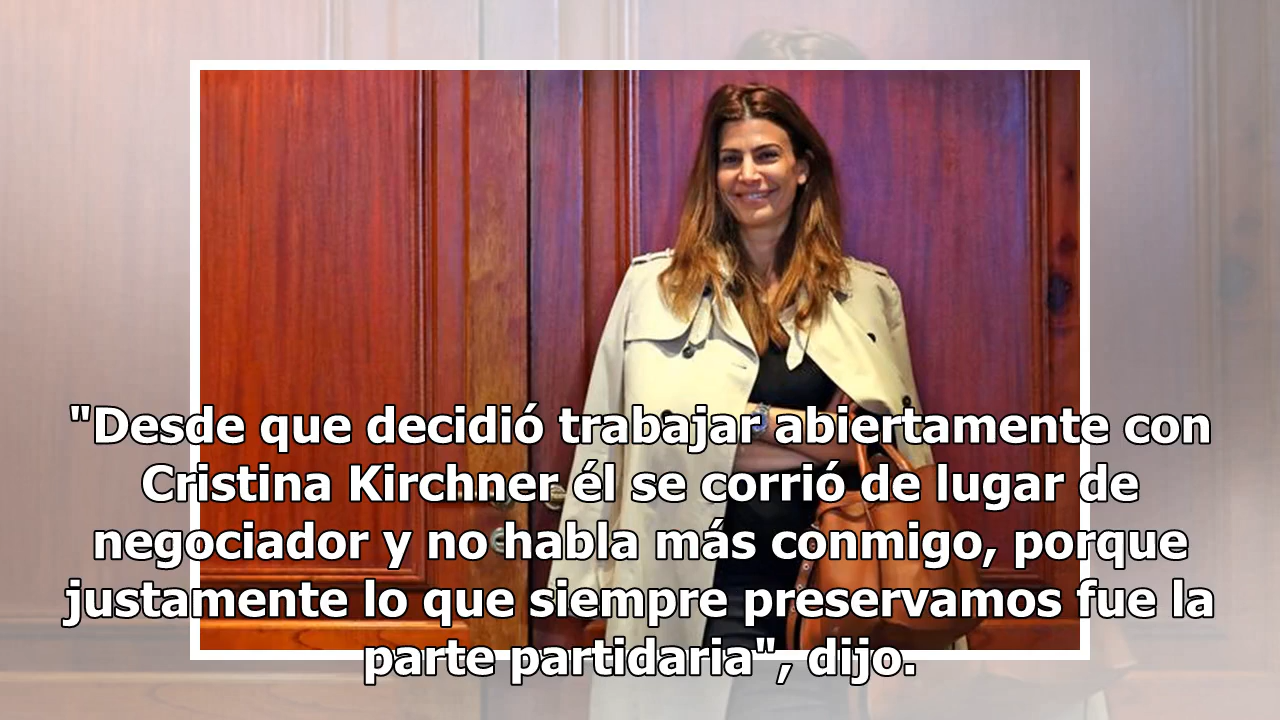 "Desde que decidió trabajar abiertamente con
Cristina Kirchner él se corrió de lugar de
negociador y no habla más conmigo, porque
justamente lo que siempre preservamos fue la
parte partidaria", dijo.